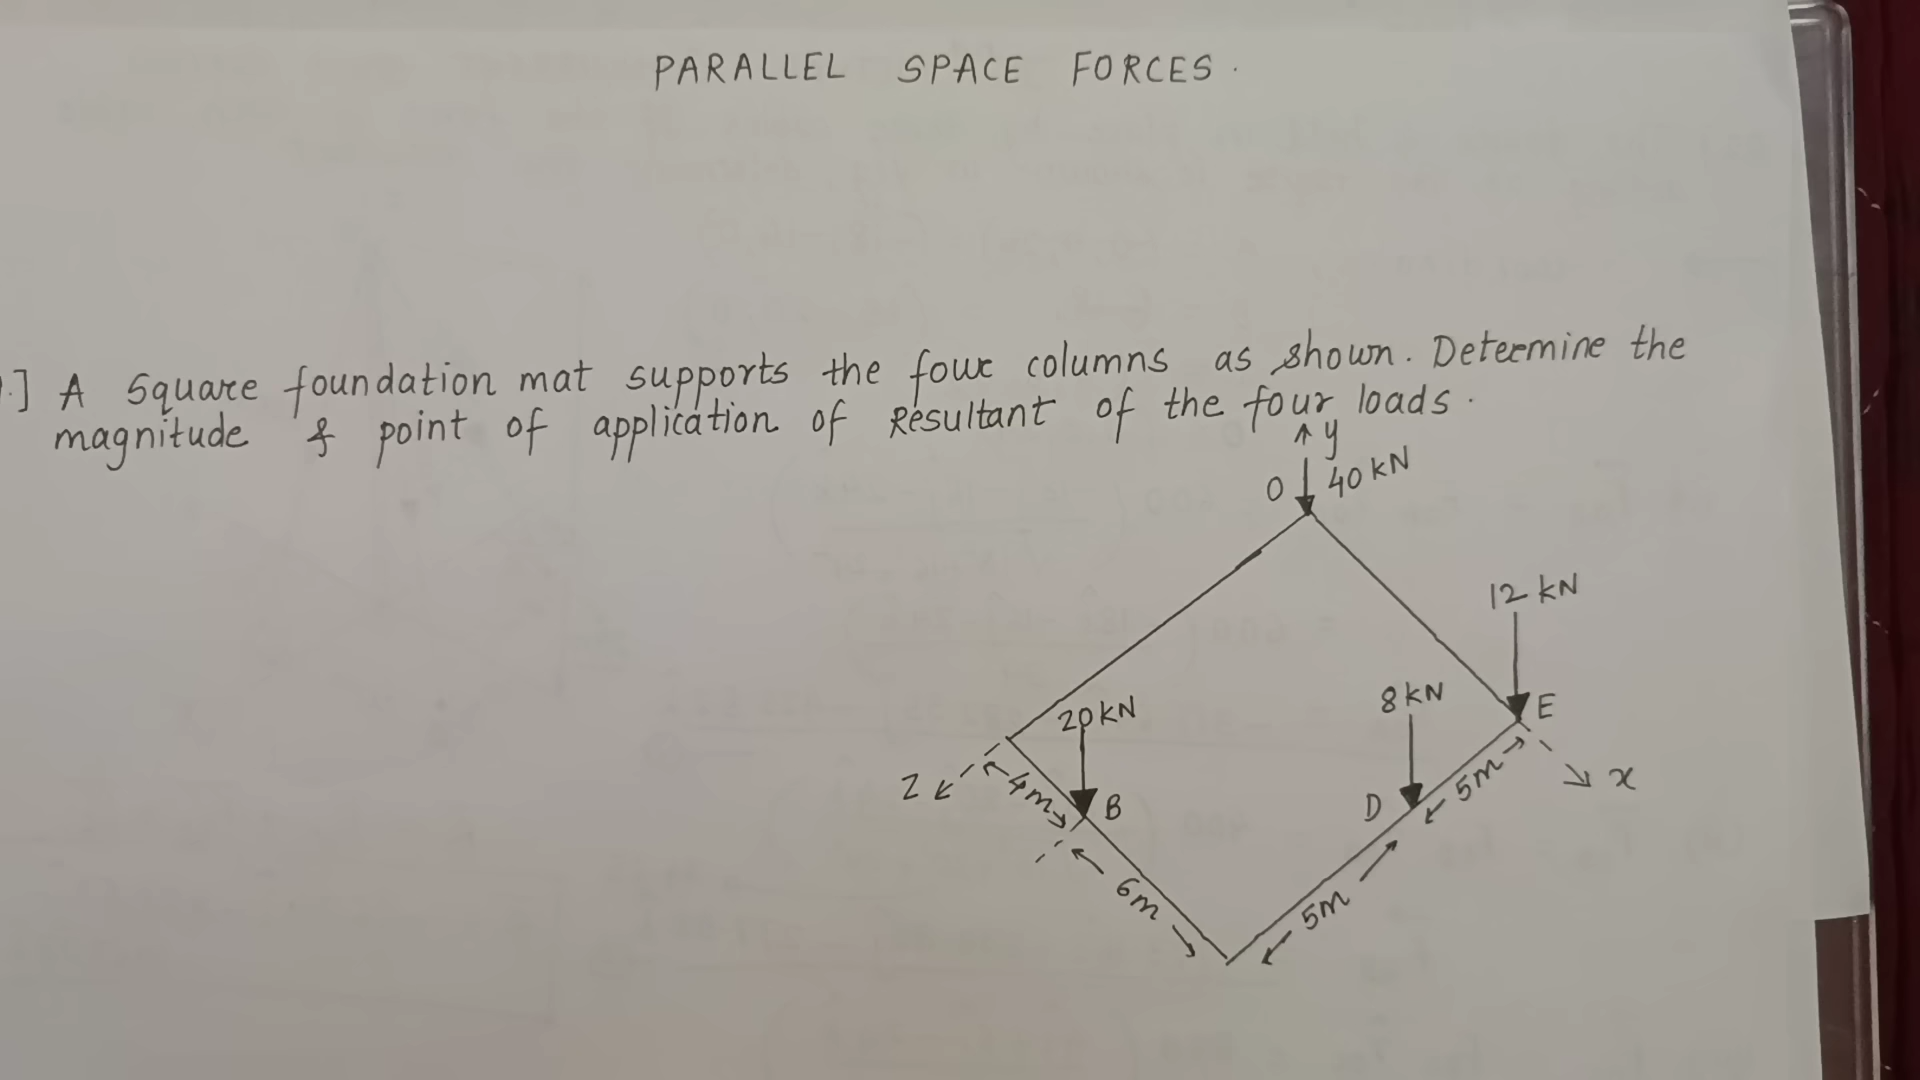 PARALLEL SPACE FORCES.
.] A Square foundation mat supports the four columns as shown. Determine the
magnitude & point of application of Resultant of the four loads.
y
O 40 kN
12 kN
8 kN
E
20 kN
x
Z
4m
B
D
5m
6m
5m